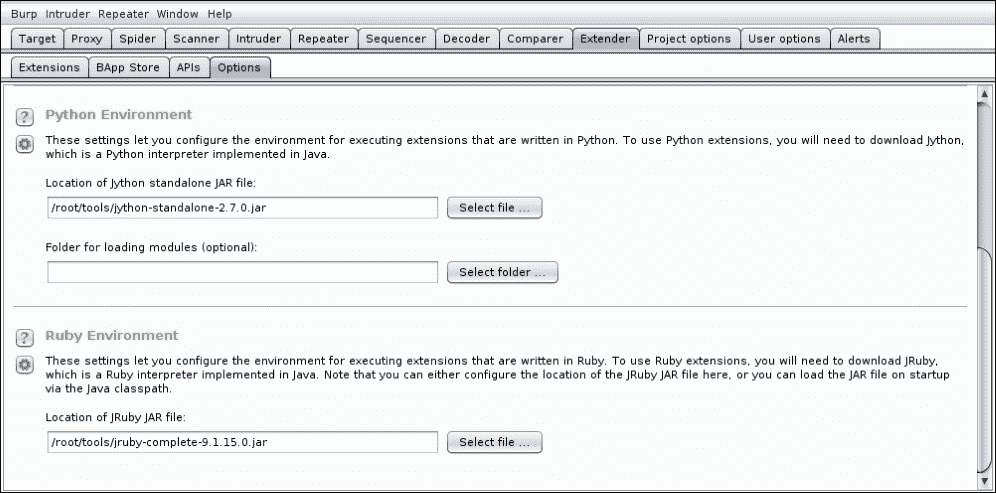 Burp Intruder Repeater Window Help
Target Proxy Spider Scanner Intruder Repeater Sequencer Decoder Comparer Extender Project options User options Alerts
Extensions BApp Store APIs Options
? Python Environment
These settings let you configure the environment for executing extensions that are written in Python. To use Python extensions, you will need to download Jython,
which is a Python interpreter implemented in Java.
Location of Jython standalone JAR file:
/root/tools/jython-standalone-2.7.0.jar Select file ...
Folder for loading modules (optional):
Select folder ...
? Ruby Environment
These settings let you configure the environment for executing extensions that are written in Ruby. To use Ruby extensions, you will need to download JRuby,
which is a Ruby interpreter implemented in Java. Note that you can either configure the location of the JRuby JAR file here, or you can load the JAR file on startup
via the Java classpath.
Location of JRuby JAR file:
/root/tools/jruby-complete-9.1.15.0.jar Select file ...